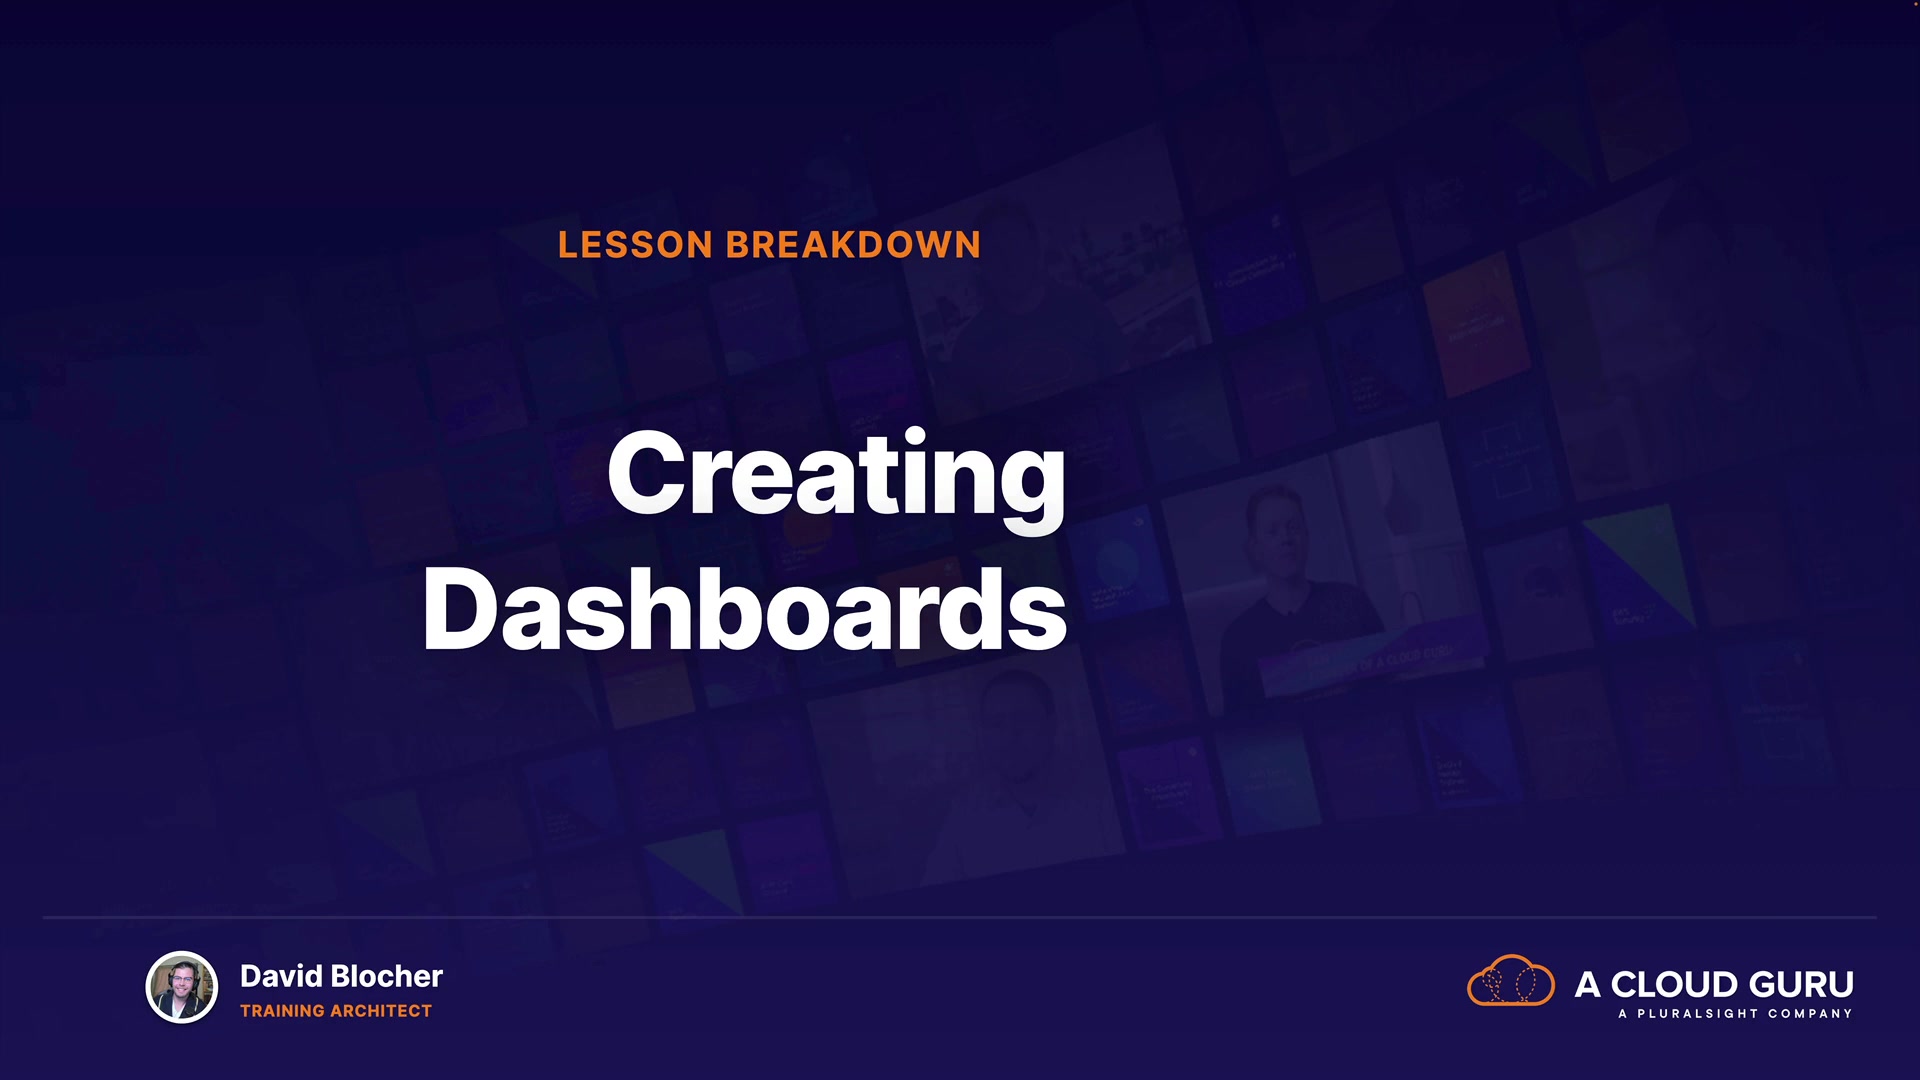 LESSON BREAKDOWN
Creating
Dashboards
David Blocher
TRAINING ARCHITECT
A CLOUD GURU
A PLURALSIGHT COMPANY